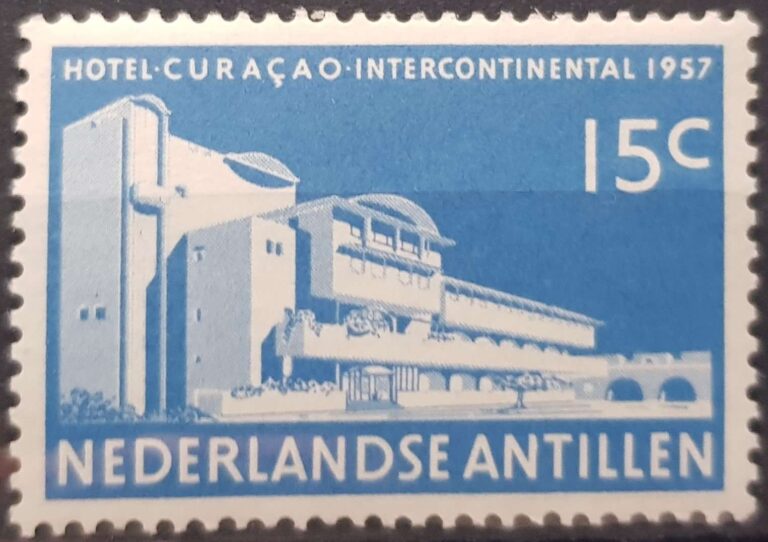 HOTEL·CURAÇAO·INTERCONTINENTAL 1957
15C
NEDERLANDSE ANTILLEN